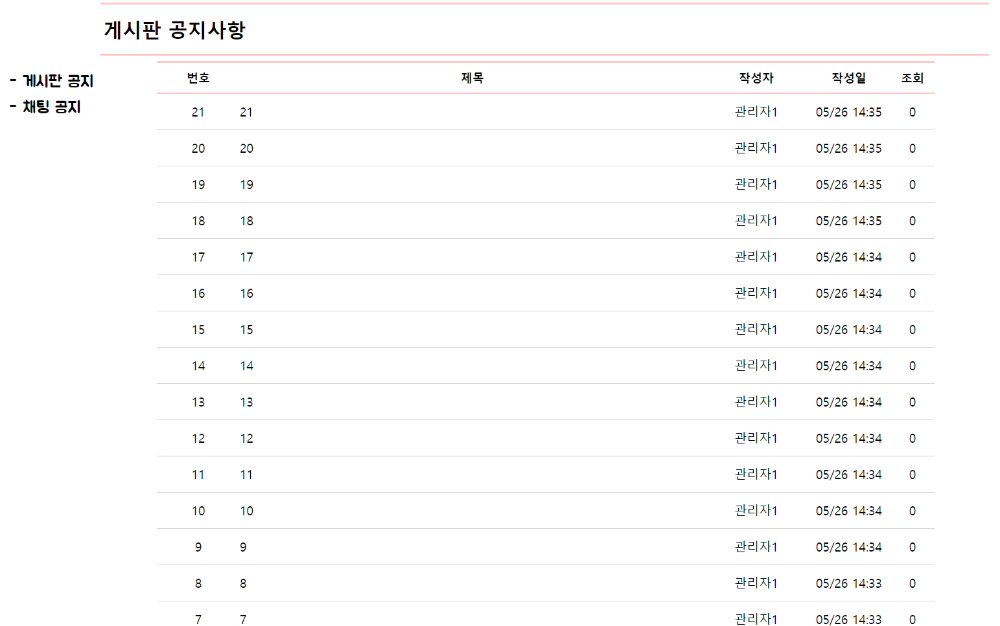 게시판 공지사항
- 게시판 공지
- 채팅 공지
번호 제목 작성자 작성일 조회
21 21 관리자1 05/26 14:35 0
20 20 관리자1 05/26 14:35 0
19 19 관리자1 05/26 14:35 0
18 18 관리자1 05/26 14:35 0
17 17 관리자1 05/26 14:34 0
16 16 관리자1 05/26 14:34 0
15 15 관리자1 05/26 14:34 0
14 14 관리자1 05/26 14:34 0
13 13 관리자1 05/26 14:34 0
12 12 관리자1 05/26 14:34 0
11 11 관리자1 05/26 14:34 0
10 10 관리자1 05/26 14:34 0
9 9 관리자1 05/26 14:34 0
8 8 관리자1 05/26 14:33 0
7 7 관리자1 05/26 14:33 0